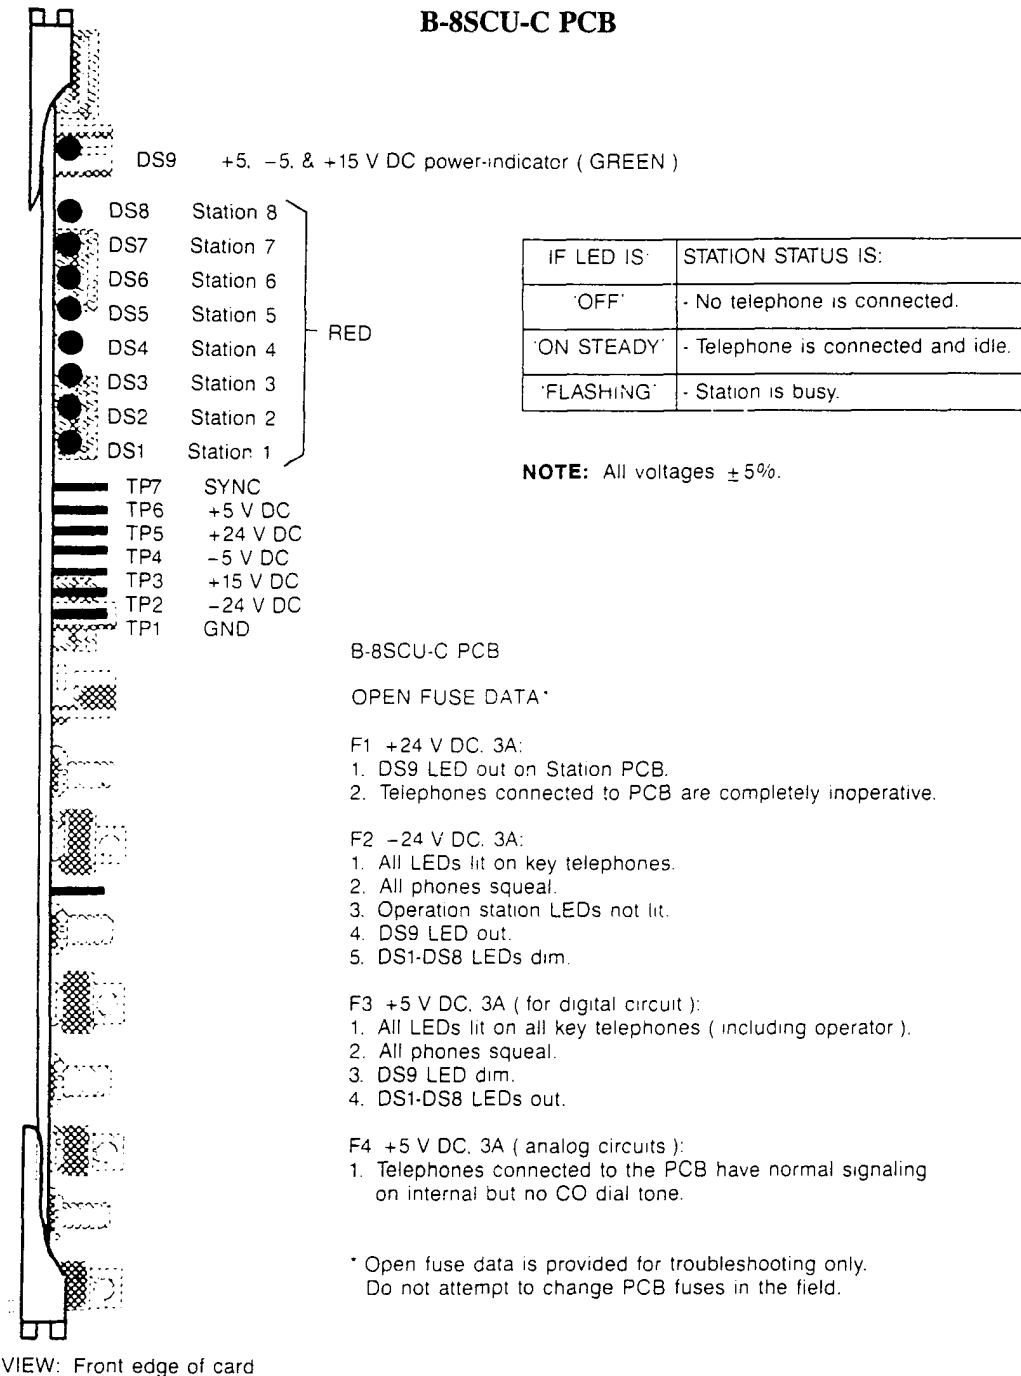 B-8SCU-C PCB
DS9 +5, −5, & +15 V DC power-indicator ( GREEN )
DS8 Station 8
DS7 Station 7
DS6 Station 6
DS5 Station 5
DS4 Station 4
DS3 Station 3
DS2 Station 2
DS1 Station 1
RED
IF LED IS: STATION STATUS IS:
'OFF' - No telephone is connected.
'ON STEADY' - Telephone is connected and idle.
'FLASHING' - Station is busy.
NOTE: All voltages ±5%.
TP7 SYNC
TP6 +5 V DC
TP5 +24 V DC
TP4 −5 V DC
TP3 +15 V DC
TP2 −24 V DC
TP1 GND
B-8SCU-C PCB
OPEN FUSE DATA*
F1 +24 V DC, 3A:
1. DS9 LED out on Station PCB.
2. Telephones connected to PCB are completely inoperative.
F2 −24 V DC, 3A:
1. All LEDs lit on key telephones.
2. All phones squeal.
3. Operation station LEDs not lit.
4. DS9 LED out.
5. DS1-DS8 LEDs dim.
F3 +5 V DC, 3A ( for digital circuit ):
1. All LEDs lit on all key telephones ( including operator ).
2. All phones squeal.
3. DS9 LED dim.
4. DS1-DS8 LEDs out.
F4 +5 V DC, 3A ( analog circuits ):
1. Telephones connected to the PCB have normal signaling
on internal but no CO dial tone.
* Open fuse data is provided for troubleshooting only.
Do not attempt to change PCB fuses in the field.
VIEW: Front edge of card